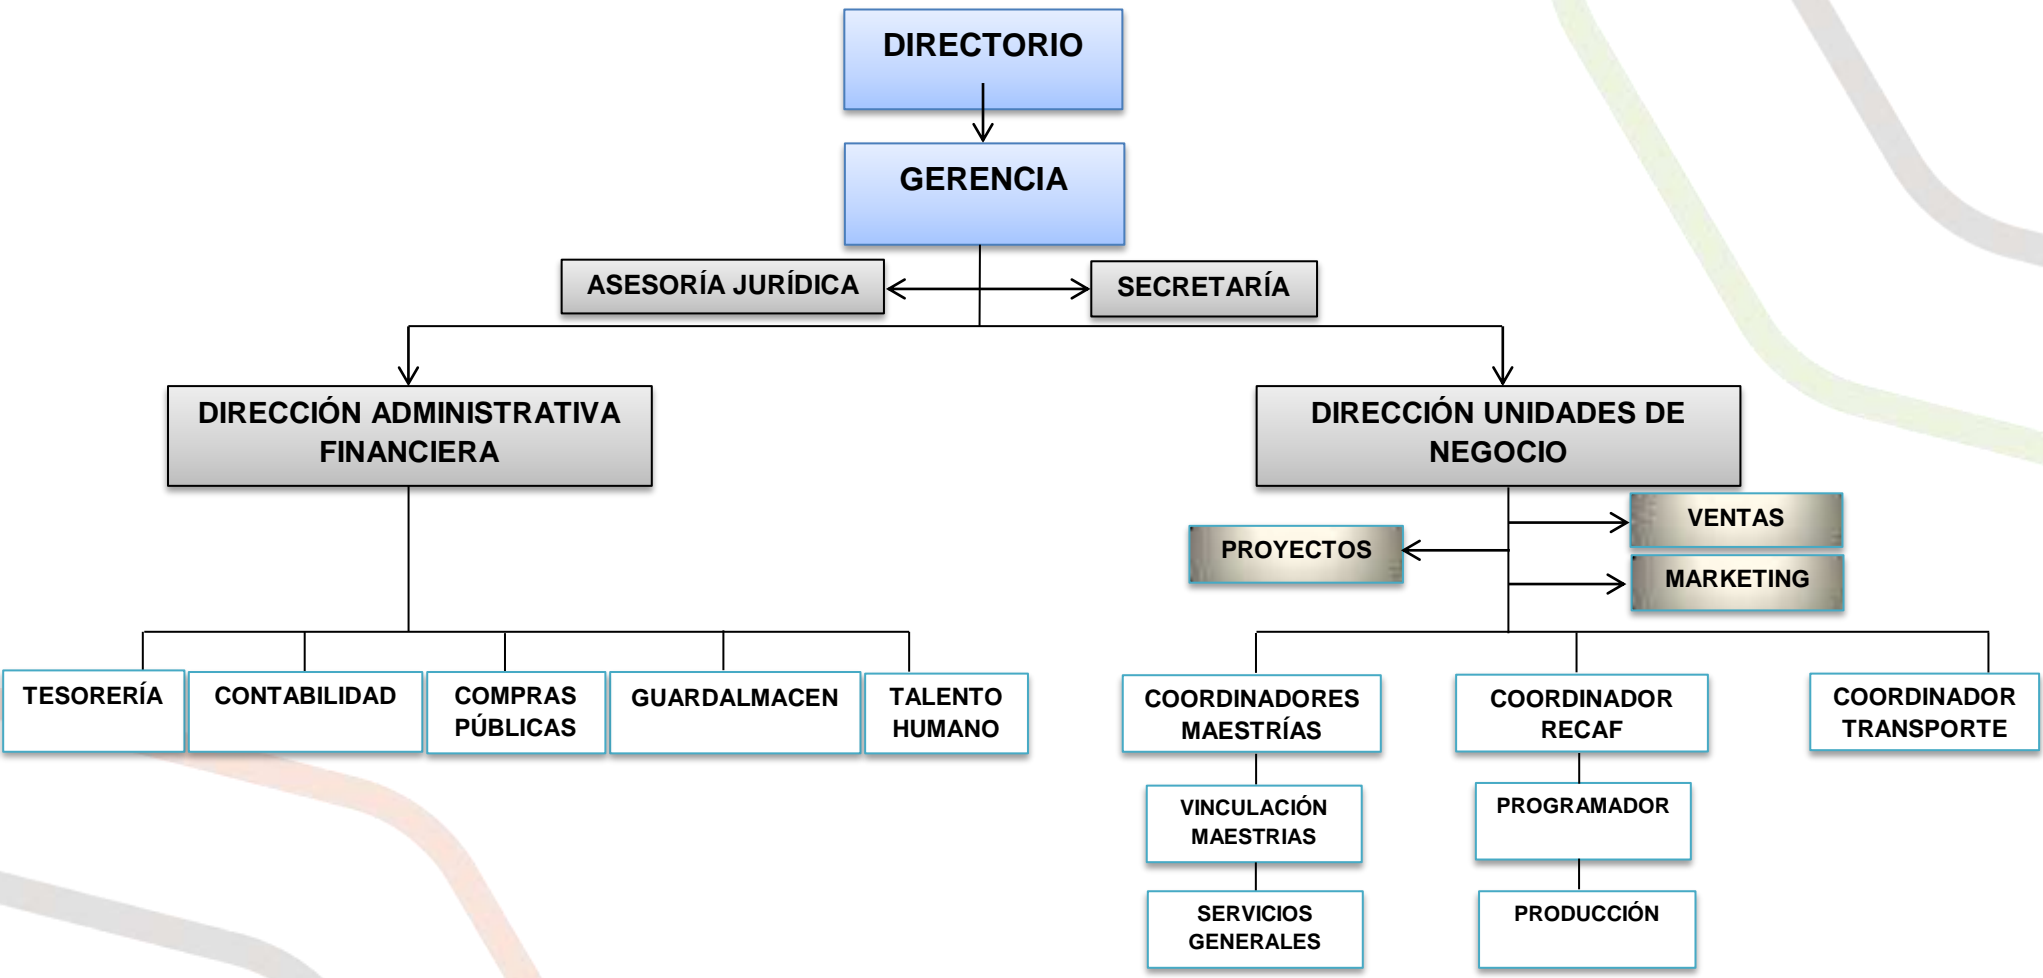 DIRECTORIO
GERENCIA
ASESORÍA JURÍDICA
SECRETARÍA
DIRECCIÓN ADMINISTRATIVA
FINANCIERA
DIRECCIÓN UNIDADES DE
NEGOCIO
VENTAS
PROYECTOS
MARKETING
TESORERÍA
CONTABILIDAD
COMPRAS
PÚBLICAS
GUARDALMACEN
TALENTO
HUMANO
COORDINADORES
MAESTRÍAS
COORDINADOR
RECAF
COORDINADOR
TRANSPORTE
VINCULACIÓN
MAESTRIAS
PROGRAMADOR
SERVICIOS
GENERALES
PRODUCCIÓN